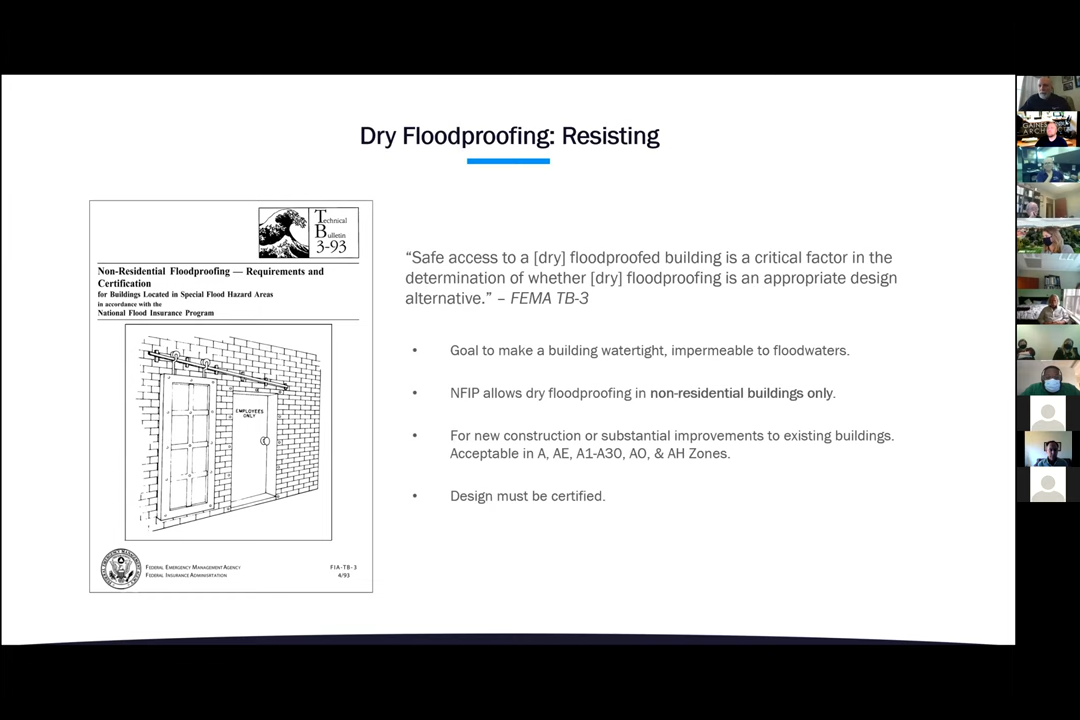 Dry Floodproofing: Resisting
Technical
Bulletin
3-93
Non-Residential Floodproofing — Requirements and
Certification
for Buildings Located in Special Flood Hazard Areas
in accordance with the
National Flood Insurance Program
EMPLOYEES
ONLY
FEDERAL EMERGENCY MANAGEMENT AGENCY
FEDERAL INSURANCE ADMINISRTATION
FIA-TB-3
4/93
“Safe access to a [dry] floodproofed building is a critical factor in the
determination of whether [dry] floodproofing is an appropriate design
alternative.” – FEMA TB-3
• Goal to make a building watertight, impermeable to floodwaters.
• NFIP allows dry floodproofing in non-residential buildings only.
• For new construction or substantial improvements to existing buildings.
Acceptable in A, AE, A1-A30, AO, & AH Zones.
• Design must be certified.